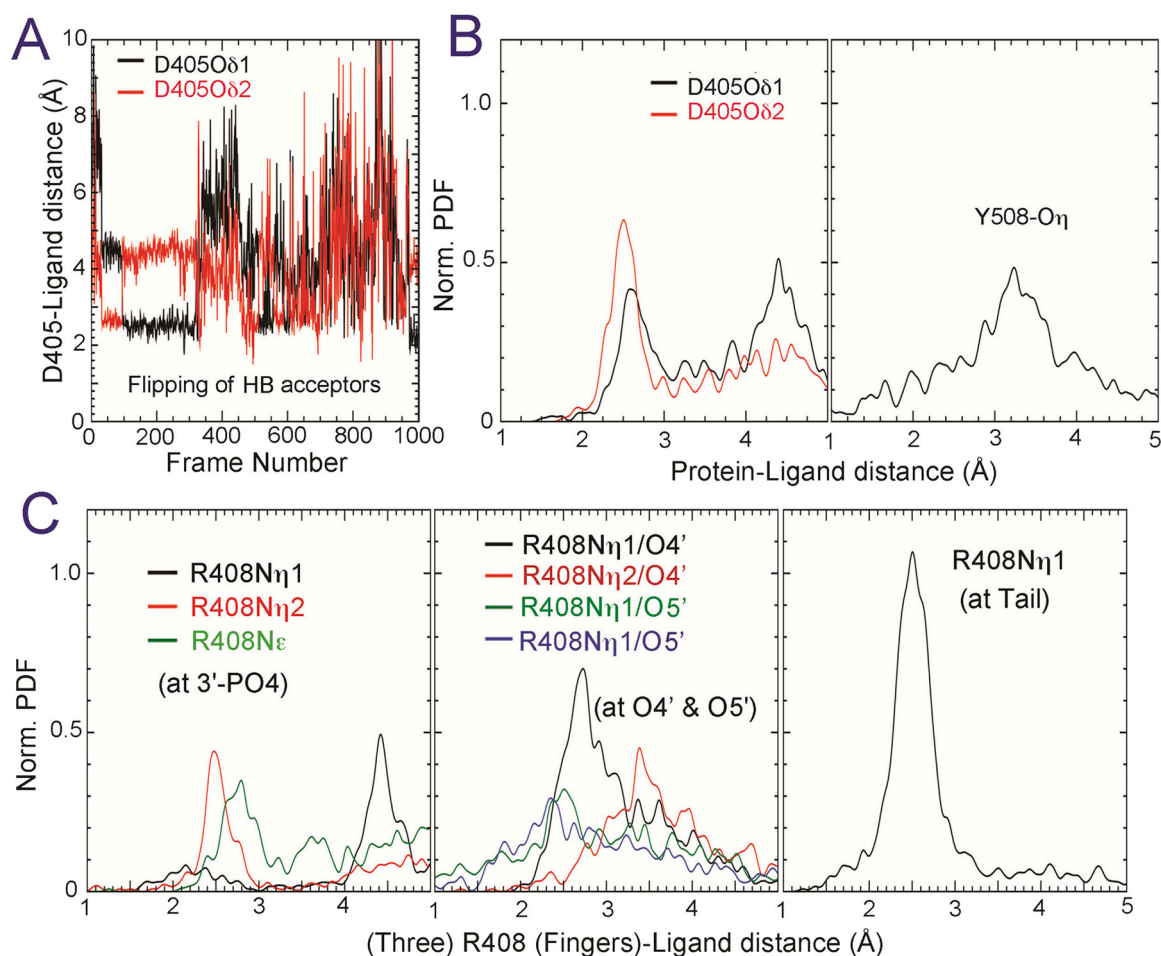 A
10
8
6
4
2
0
D405Oδ1
D405Oδ2
D405-Ligand distance (Å)
Flipping of HB acceptors
0 200 400 600 800 1000
Frame Number
B
1.0
0.5
0
Norm. PDF
D405Oδ1
D405Oδ2
Y508-Oη
1 2 3 4 1 2 3 4 5
Protein-Ligand distance (Å)
C
1.0
0.5
0
Norm. PDF
R408Nη1
R408Nη2
R408Nε
(at 3'-PO4)
R408Nη1/O4’
R408Nη2/O4’
R408Nη1/O5’
R408Nη1/O5’
(at O4’ & O5')
R408Nη1
(at Tail)
1 2 3 4 1 2 3 4 1 2 3 4 5
(Three) R408 (Fingers)-Ligand distance (Å)